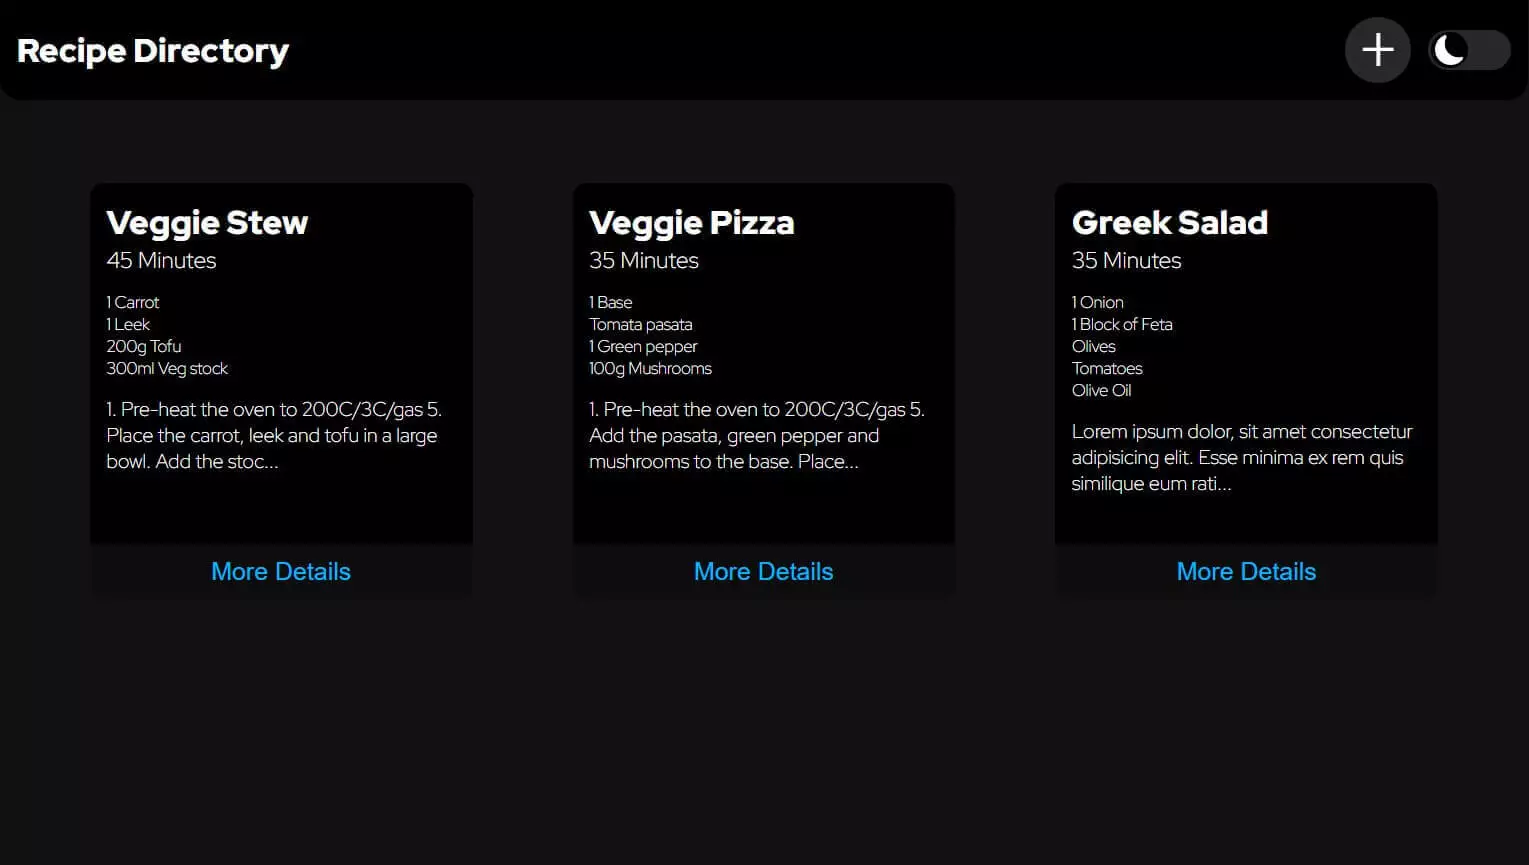 Recipe Directory
Veggie Stew
45 Minutes
1 Carrot
1 Leek
200g Tofu
300ml Veg stock
1. Pre-heat the oven to 200C/3C/gas 5.
Place the carrot, leek and tofu in a large
bowl. Add the stoc...
More Details
Veggie Pizza
35 Minutes
1 Base
Tomata pasata
1 Green pepper
100g Mushrooms
1. Pre-heat the oven to 200C/3C/gas 5.
Add the pasata, green pepper and
mushrooms to the base. Place...
More Details
Greek Salad
35 Minutes
1 Onion
1 Block of Feta
Olives
Tomatoes
Olive Oil
Lorem ipsum dolor, sit amet consectetur
adipisicing elit. Esse minima ex rem quis
similique eum rati...
More Details